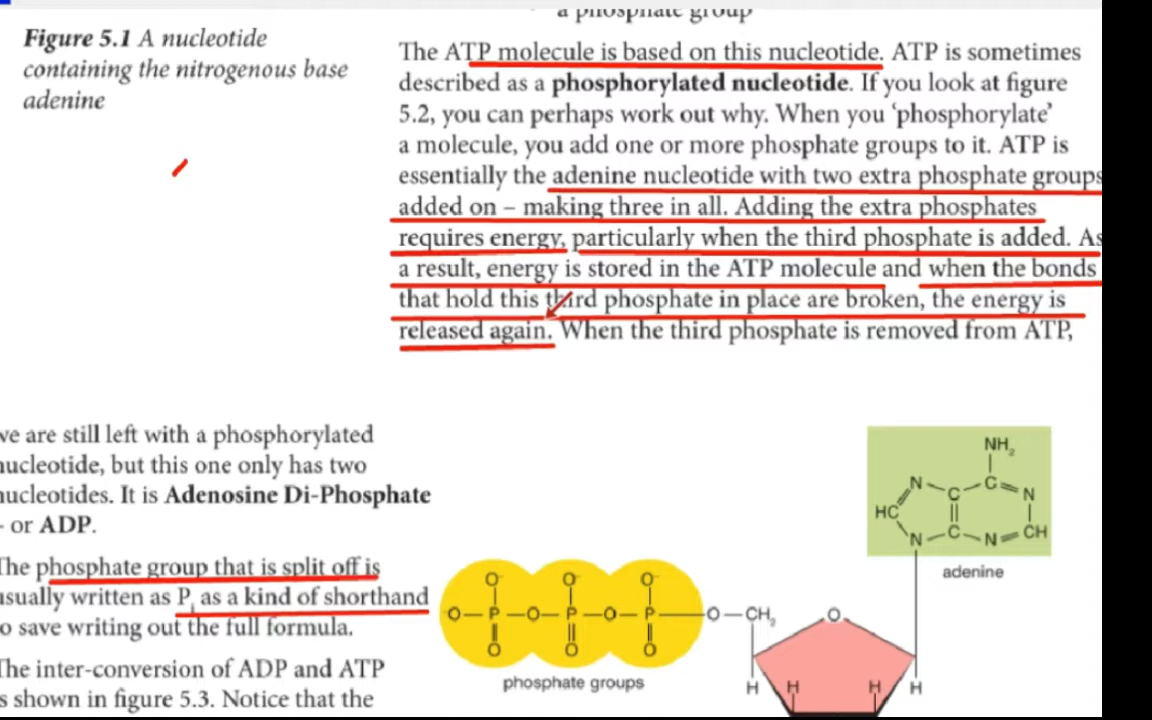 a phosphate group
Figure 5.1 A nucleotide
containing the nitrogenous base
adenine
The ATP molecule is based on this nucleotide. ATP is sometimes
described as a phosphorylated nucleotide. If you look at figure
5.2, you can perhaps work out why. When you ‘phosphorylate’
a molecule, you add one or more phosphate groups to it. ATP is
essentially the adenine nucleotide with two extra phosphate groups
added on – making three in all. Adding the extra phosphates
requires energy, particularly when the third phosphate is added. As
a result, energy is stored in the ATP molecule and when the bonds
that hold this third phosphate in place are broken, the energy is
released again. When the third phosphate is removed from ATP,
we are still left with a phosphorylated
nucleotide, but this one only has two
nucleotides. It is Adenosine Di-Phosphate
- or ADP.
The phosphate group that is split off is
usually written as Pi as a kind of shorthand
to save writing out the full formula.
The inter-conversion of ADP and ATP
is shown in figure 5.3. Notice that the
NH2
N C C N
HC
N C N CH
adenine
O- O- O-
O- P -O- P -O- P -O-CH2 O
O O O
phosphate groups
H H H H